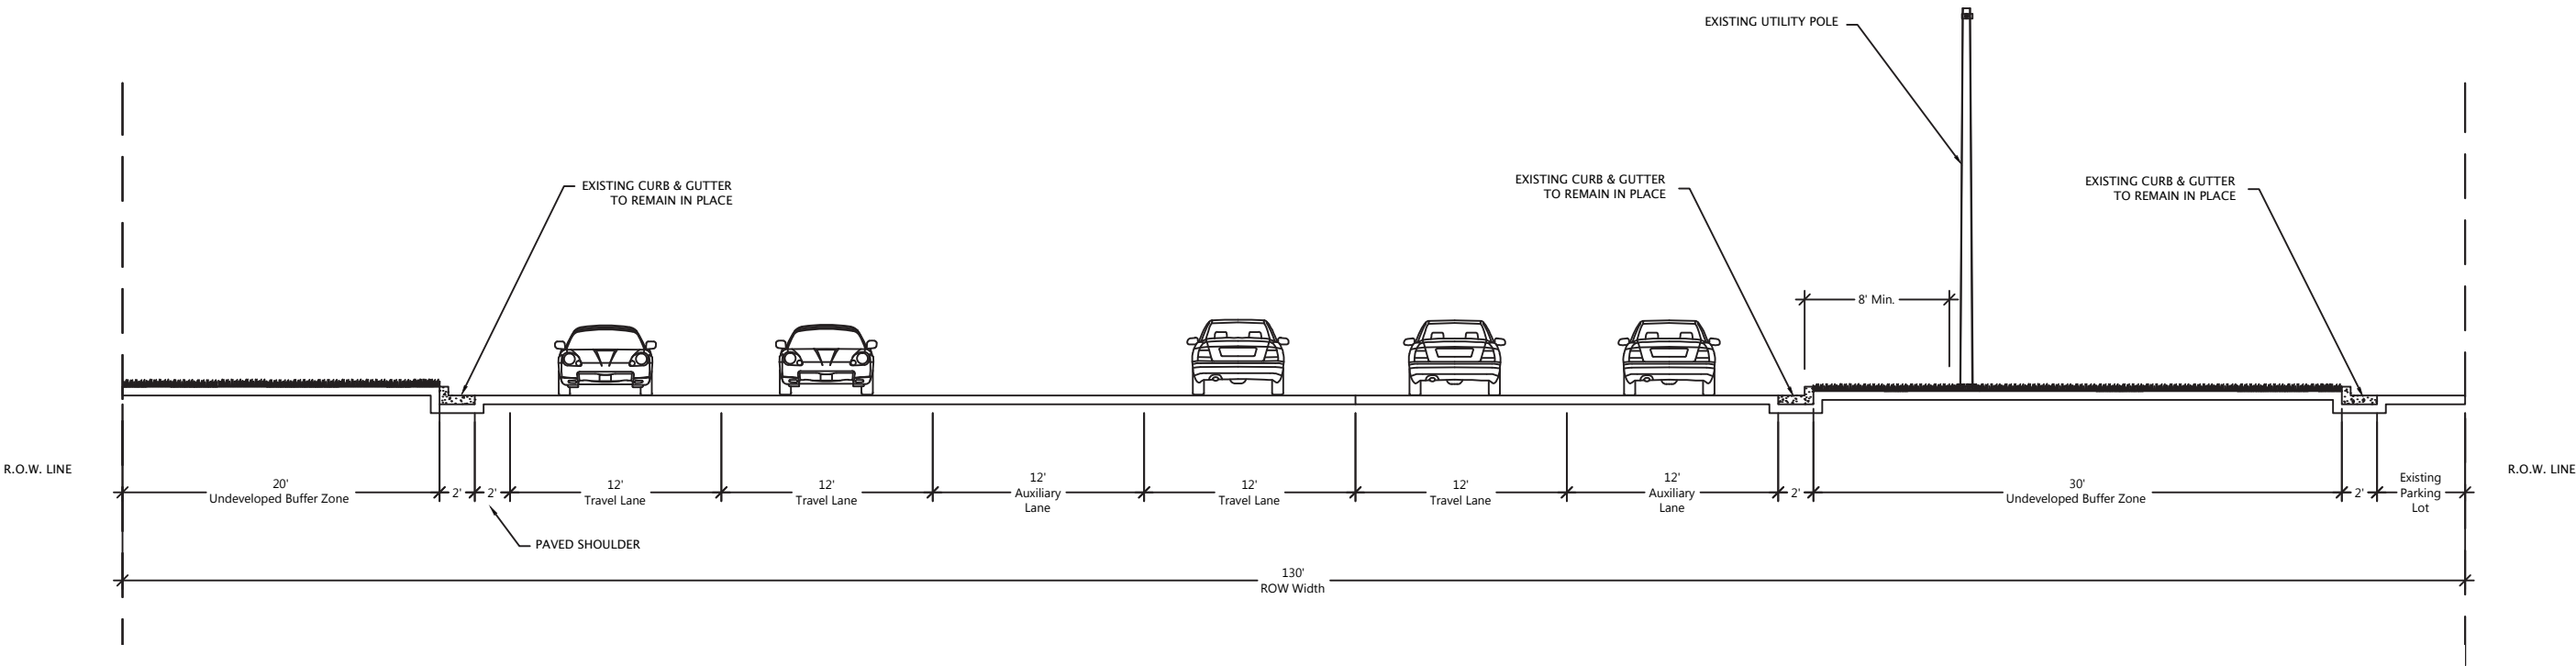 EXISTING UTILITY POLE
EXISTING CURB & GUTTER
TO REMAIN IN PLACE
EXISTING CURB & GUTTER
TO REMAIN IN PLACE
EXISTING CURB & GUTTER
TO REMAIN IN PLACE
8' Min.
R.O.W. LINE
20'
Undeveloped Buffer Zone
2'
2'
12'
Travel Lane
12'
Travel Lane
12'
Auxiliary
Lane
12'
Travel Lane
12'
Travel Lane
12'
Auxiliary
Lane
2'
30'
Undeveloped Buffer Zone
2'
Existing
Parking
Lot
R.O.W. LINE
PAVED SHOULDER
130'
ROW Width